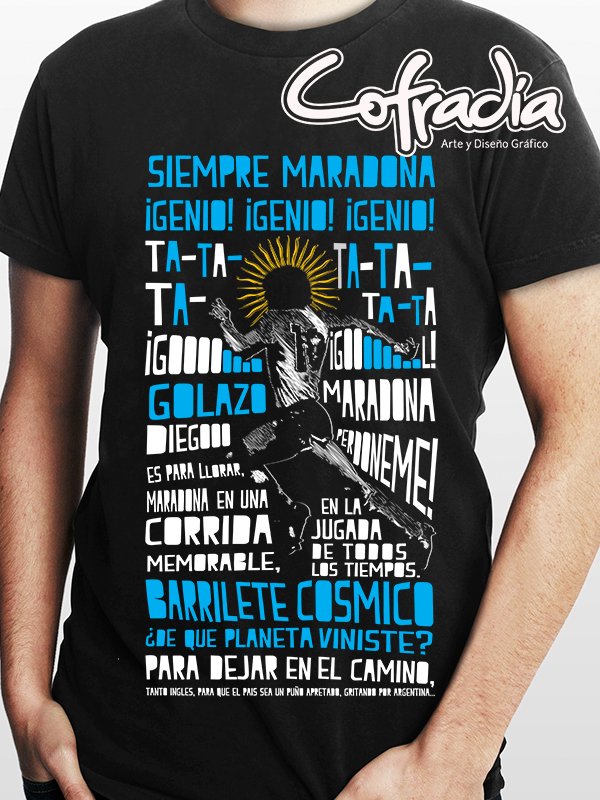 Cofradía
Arte y Diseño Gráfico
SIEMPRE MARADONA
¡GENIO! ¡GENIO! ¡GENIO!
TA-TA- TA-TA-
TA- TA-TA
¡GOOOO..... ¡GOOOOO...L!
GOLAZO MARADONA
DIEGOOO PERDONEME!
ES PARA LLORAR,
MARADONA EN UNA
CORRIDA
MEMORABLE,
EN LA
JUGADA
DE TODOS
LOS TIEMPOS.
BARRILETE COSMICO
¿DE QUE PLANETA VINISTE?
PARA DEJAR EN EL CAMINO,
TANTO INGLES, PARA QUE EL PAIS SEA UN PUÑO APRETADO, GRITANDO POR ARGENTINA...